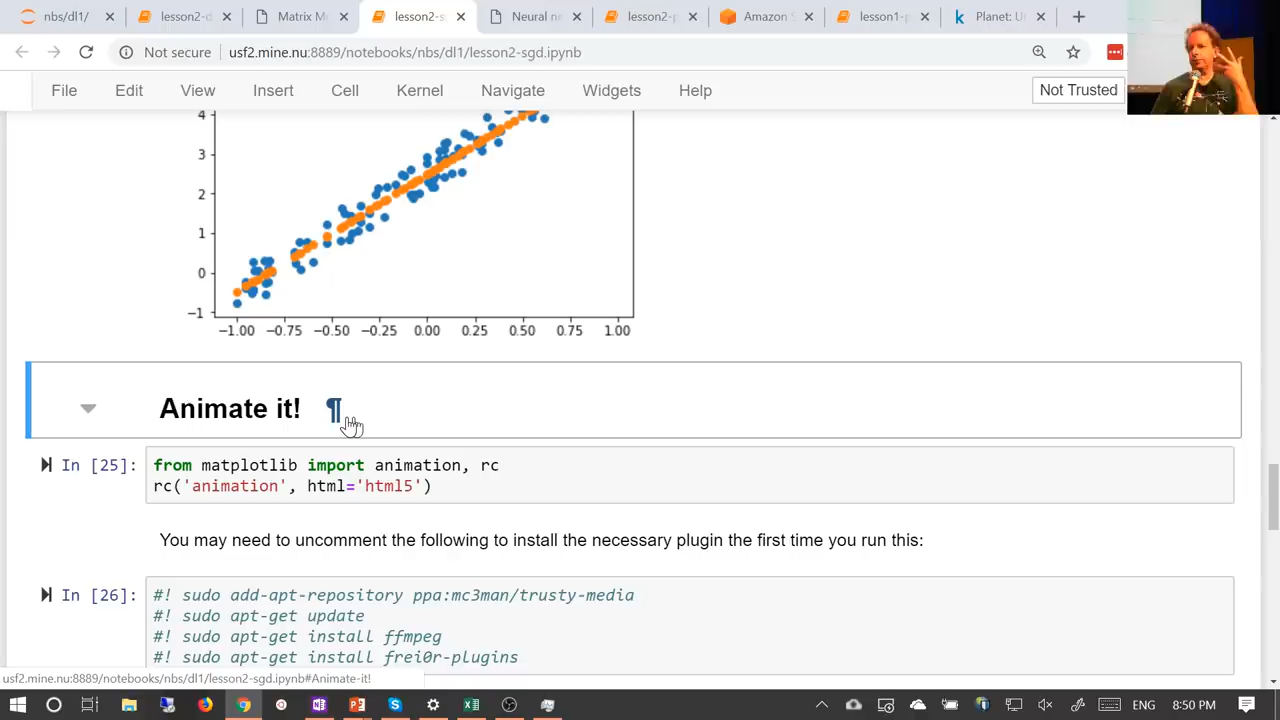 nbs/dl1/
lesson2-d
Matrix M
lesson2-s
Neural ne
lesson2-p
Amazon S
lesson1-p
Planet: U
Not secure
usf2.mine.nu:8889/notebooks/nbs/dl1/lesson2-sgd.ipynb
File Edit View Insert Cell Kernel Navigate Widgets Help
Not Trusted
4
3
2
1
0
−1
−1.00 −0.75 −0.50 −0.25 0.00 0.25 0.50 0.75 1.00
Animate it! ¶
In [25]:
from matplotlib import animation, rc
rc('animation', html='html5')
You may need to uncomment the following to install the necessary plugin the first time you run this:
In [26]:
#! sudo add-apt-repository ppa:mc3man/trusty-media
#! sudo apt-get update
#! sudo apt-get install ffmpeg
#! sudo apt-get install frei0r-plugins
usf2.mine.nu:8889/notebooks/nbs/dl1/lesson2-sgd.ipynb#Animate-it!
ENG
8:50 PM